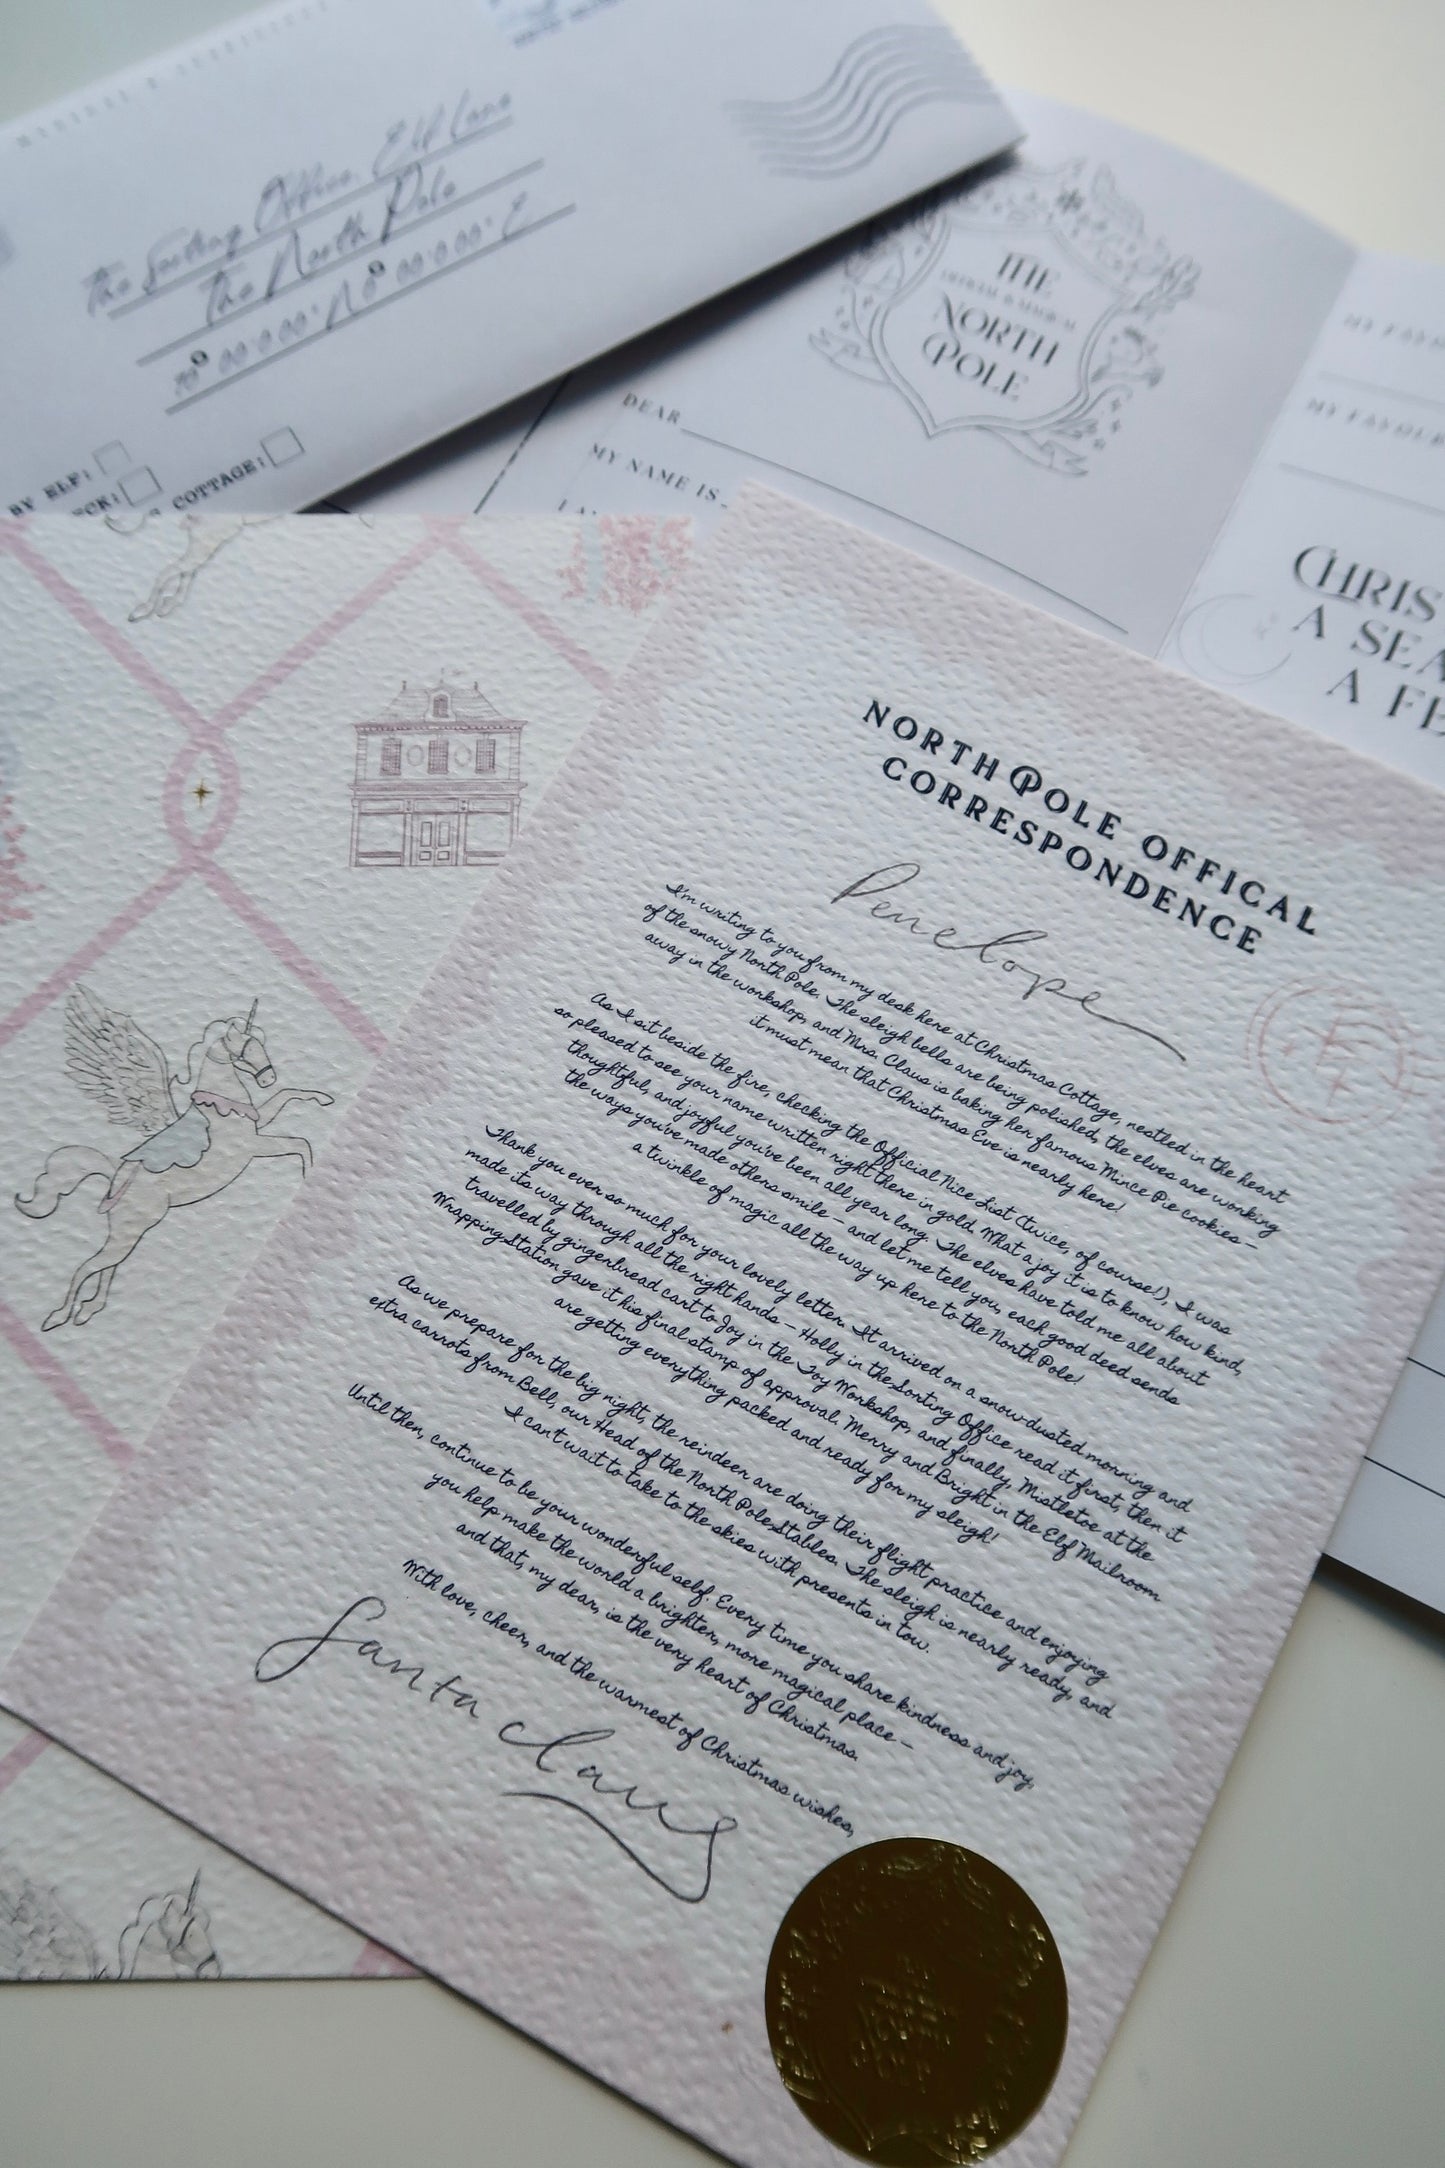 The Sorting Office, Elf Lane
The North Pole
BY ELF:
COTTAGE:
THE
NORTH
POLE
DEAR
MY NAME IS
MY FAVOUR
CHRIS
A SEA
A FE
NORTH POLE OFFICAL
CORRESPONDENCE
Penelope
I'm writing to you from my desk here at Christmas Cottage, nestled in the heart
of the snowy North Pole. The sleigh bells are being polished, the elves are working
away in the workshop, and Mrs. Claus is baking her famous Mince Pie cookies –
it must mean that Christmas Eve is nearly here!
As I sit beside the fire, checking the Official Nice List (twice, of course!), I was
so pleased to see your name written right there in gold. What a joy it is to know how kind,
thoughtful, and joyful you've been all year long. The elves have told me all about
the ways you've made others smile – and let me tell you, each good deed sends
a twinkle of magic all the way up here to the North Pole!
Thank you ever so much for your lovely letter. It arrived on a snow-dusted morning and
made its way through all the right hands – Holly in the Sorting Office read it first, then it
travelled by gingerbread cart to Joy in the Toy Workshop, and finally, Mistletoe at the
Wrapping Station gave it his final stamp of approval. Merry and Bright in the Elf Mailroom
are getting everything packed and ready for my sleigh!
As we prepare for the big night, the reindeer are doing their flight practice and enjoying
extra carrots from Bell, our Head of the North Pole Stables. The sleigh is nearly ready, and
I can't wait to take to the skies with presents in tow.
Until then, continue to be your wonderful self. Every time you share kindness and joy,
you help make the world a brighter, more magical place –
and that, my dear, is the very heart of Christmas.
With love, cheer, and the warmest of Christmas wishes,
Santa Claus